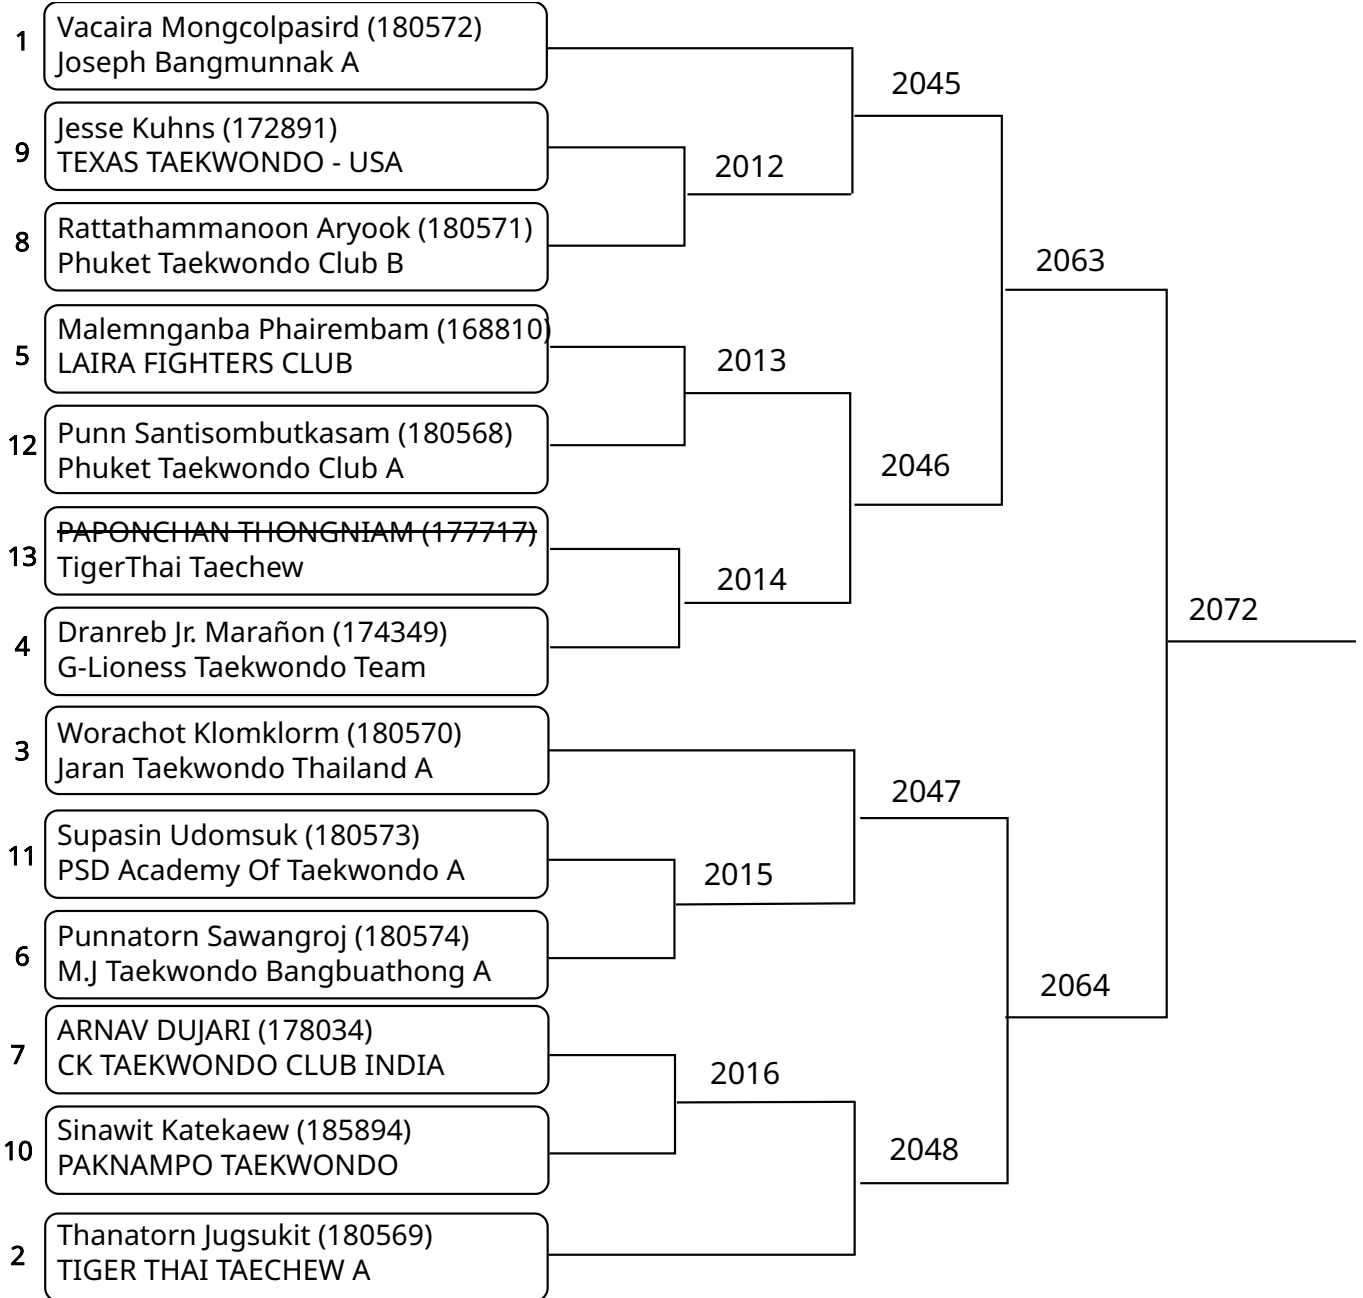 1
Vacaira Mongcolpasird (180572)
Joseph Bangmunnak A
2045
9
Jesse Kuhns (172891)
TEXAS TAEKWONDO - USA
2012
8
Rattathammanoon Aryook (180571)
Phuket Taekwondo Club B
2063
5
Malemnganba Phairembam (168810)
LAIRA FIGHTERS CLUB
2013
12
Punn Santisombutkasam (180568)
Phuket Taekwondo Club A
2046
13
PAPONCHAN THONGNIAM (177717)
TigerThai Taechew
2014
4
Dranreb Jr. Marañon (174349)
G-Lioness Taekwondo Team
2072
3
Worachot Klomklorm (180570)
Jaran Taekwondo Thailand A
2047
11
Supasin Udomsuk (180573)
PSD Academy Of Taekwondo A
2015
6
Punnatorn Sawangroj (180574)
M.J Taekwondo Bangbuathong A
2064
7
ARNAV DUJARI (178034)
CK TAEKWONDO CLUB INDIA
2016
10
Sinawit Katekaew (185894)
PAKNAMPO TAEKWONDO
2048
2
Thanatorn Jugsukit (180569)
TIGER THAI TAECHEW A